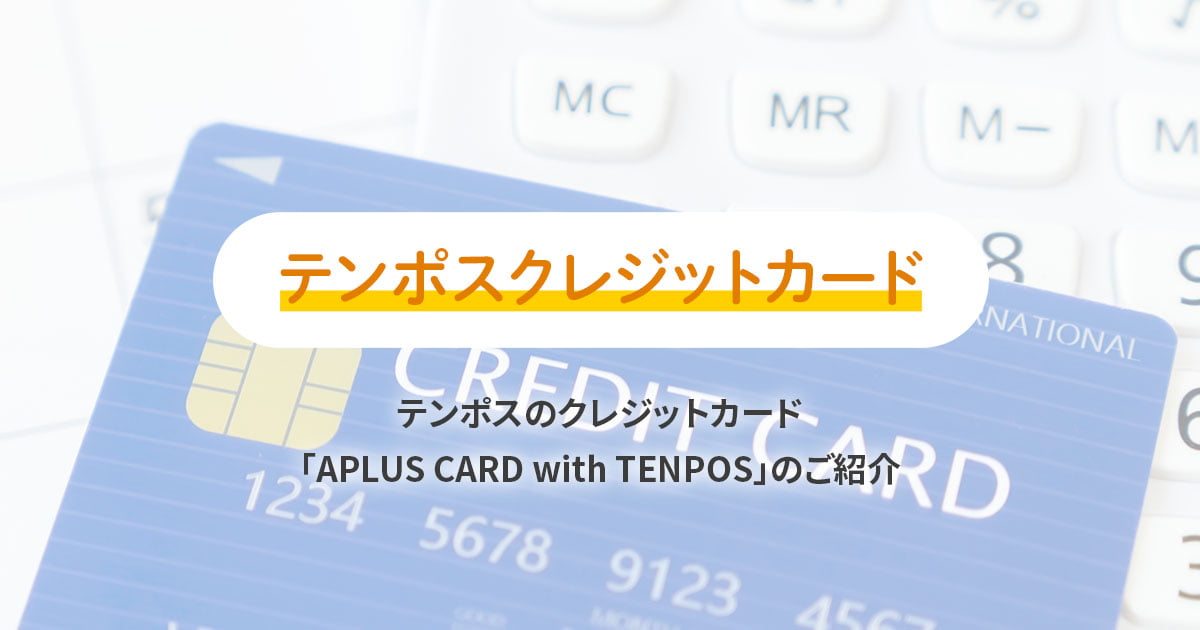 %
MC
MR
M−
8
テンポスクレジットカード
RNATIONAL
CREDIT CARD
テンポスのクレジットカード
「APLUS CARD with TENPOS」のご紹介
1234 5678 9123 4567